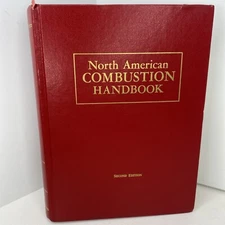 North American
COMBUSTION
HANDBOOK
SECOND EDITION